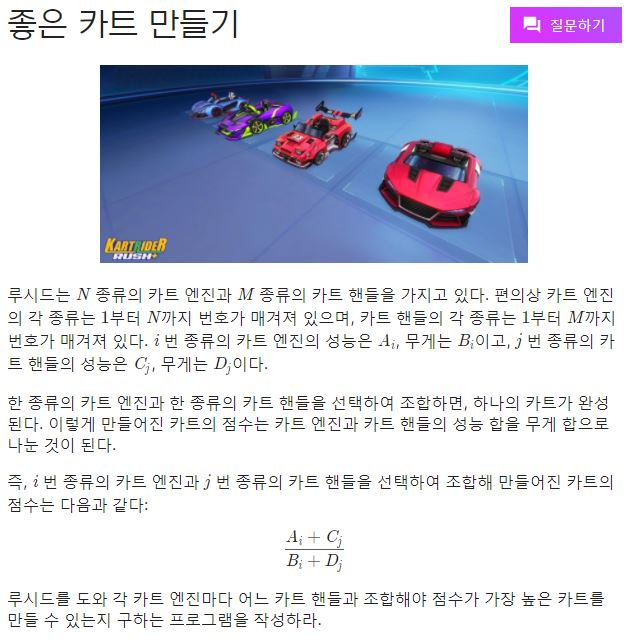 좋은 카트 만들기
질문하기
KARTRIDER
RUSH+
루시드는 N 종류의 카트 엔진과 M 종류의 카트 핸들을 가지고 있다. 편의상 카트 엔진
의 각 종류는 1부터 N까지 번호가 매겨져 있으며, 카트 핸들의 각 종류는 1부터 M까지
번호가 매겨져 있다. i 번 종류의 카트 엔진의 성능은 A_i, 무게는 B_i이고, j 번 종류의 카
트 핸들의 성능은 C_j, 무게는 D_j이다.
한 종류의 카트 엔진과 한 종류의 카트 핸들을 선택하여 조합하면, 하나의 카트가 완성
된다. 이렇게 만들어진 카트의 점수는 카트 엔진과 카트 핸들의 성능 합을 무게 합으로
나눈 것이 된다.
즉, i 번 종류의 카트 엔진과 j 번 종류의 카트 핸들을 선택하여 조합해 만들어진 카트의
점수는 다음과 같다:
A_i + C_j
B_i + D_j
루시드를 도와 각 카트 엔진마다 어느 카트 핸들과 조합해야 점수가 가장 높은 카트를
만들 수 있는지 구하는 프로그램을 작성하라.